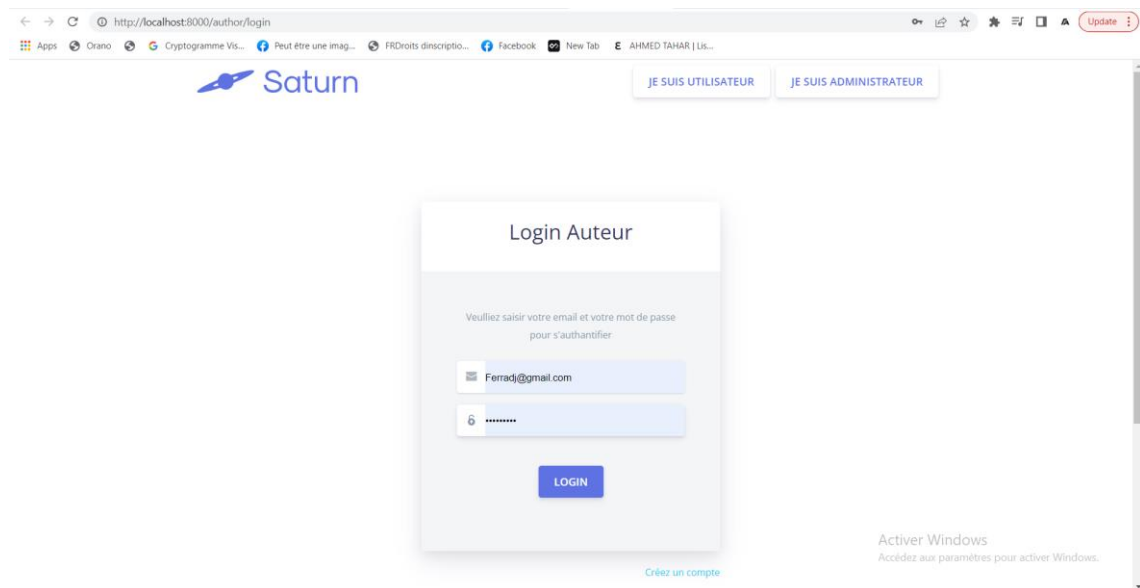 http://localhost:8000/author/login
Update
Apps Orano Cryptogramme Vis... Peut être une imag... FRDroits dinscriptio... Facebook New Tab AHMED TAHAR | Lis...
Saturn
JE SUIS UTILISATEUR JE SUIS ADMINISTRATEUR
Login Auteur
Veulliez saisir votre email et votre mot de passe
pour s'authantifier
Ferradj@gmail.com
•••••••••
LOGIN
Activer Windows
Accédez aux paramètres pour activer Windows.
Créez un compte